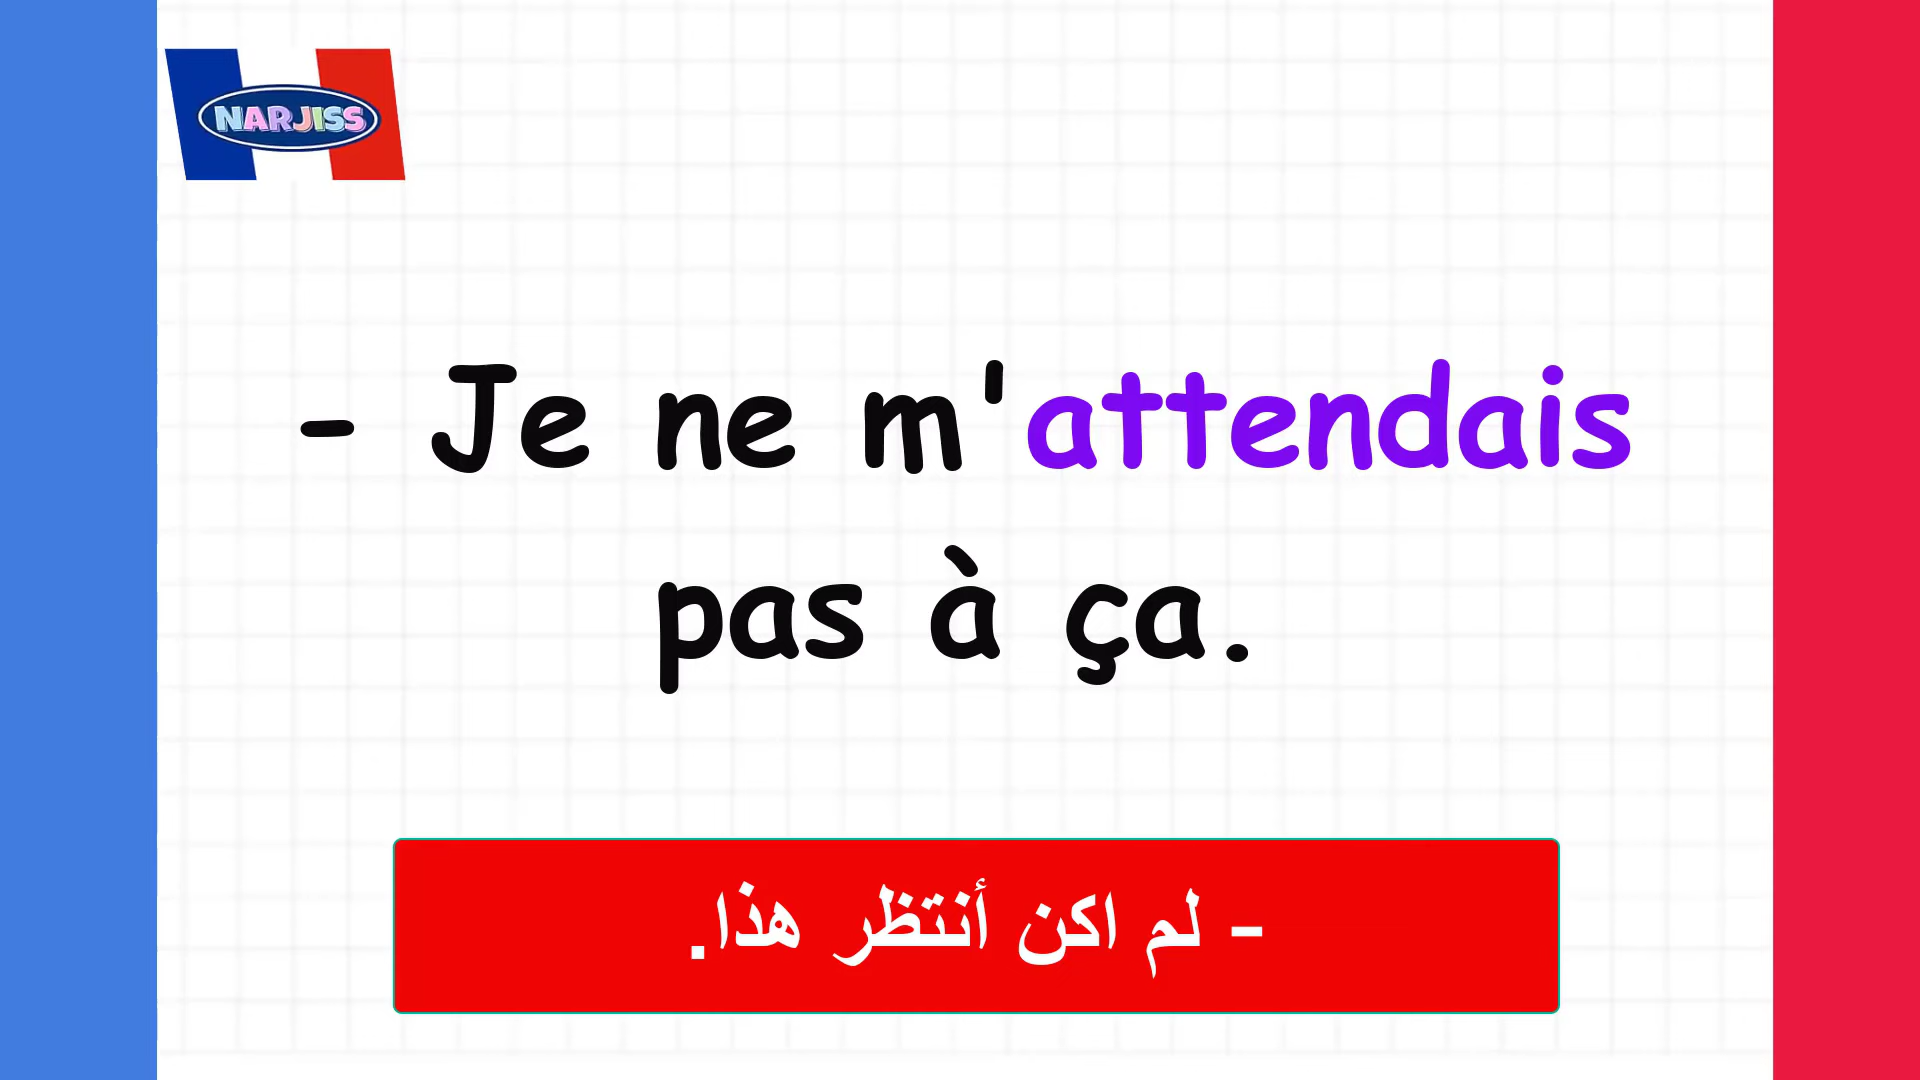 NARJISS
- Je ne m'attendais
pas à ça.
- لم اكن أنتظر هذا.